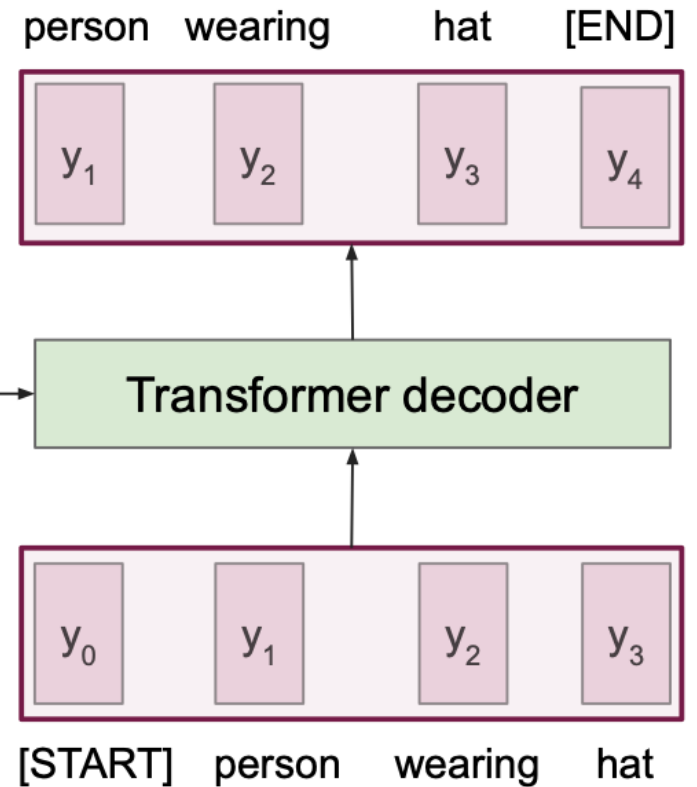 person wearing hat [END]
y₁ y₂ y₃ y₄
Transformer decoder
y₀ y₁ y₂ y₃
[START] person wearing hat